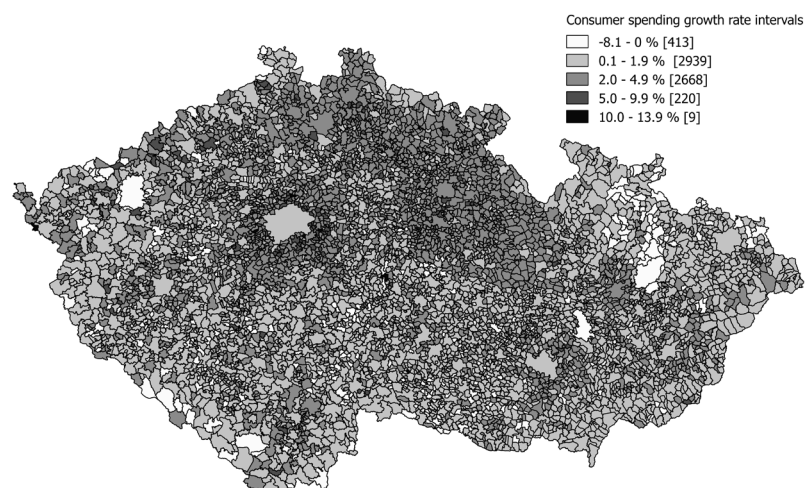 Consumer spending growth rate intervals
-8.1 - 0 % [413]
0.1 - 1.9 % [2939]
2.0 - 4.9 % [2668]
5.0 - 9.9 % [220]
10.0 - 13.9 % [9]